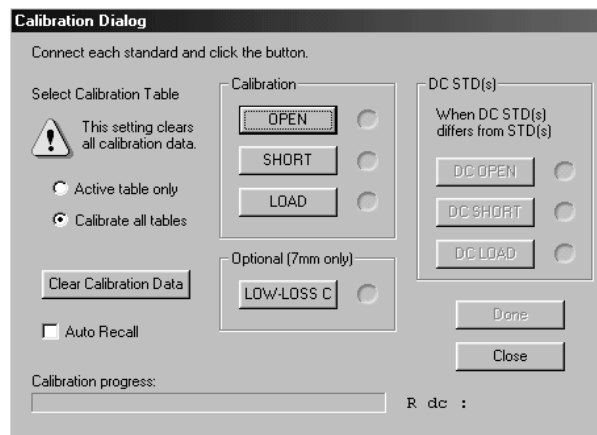 Calibration Dialog
Connect each standard and click the button.
Select Calibration Table
This setting clears
all calibration data.
Active table only
Calibrate all tables
Clear Calibration Data
Auto Recall
Calibration
OPEN
SHORT
LOAD
Optional (7mm only)
LOW-LOSS C
DC STD(s)
When DC STD(s)
differs from STD(s)
DC OPEN
DC SHORT
DC LOAD
Done
Close
Calibration progress:
R dc :